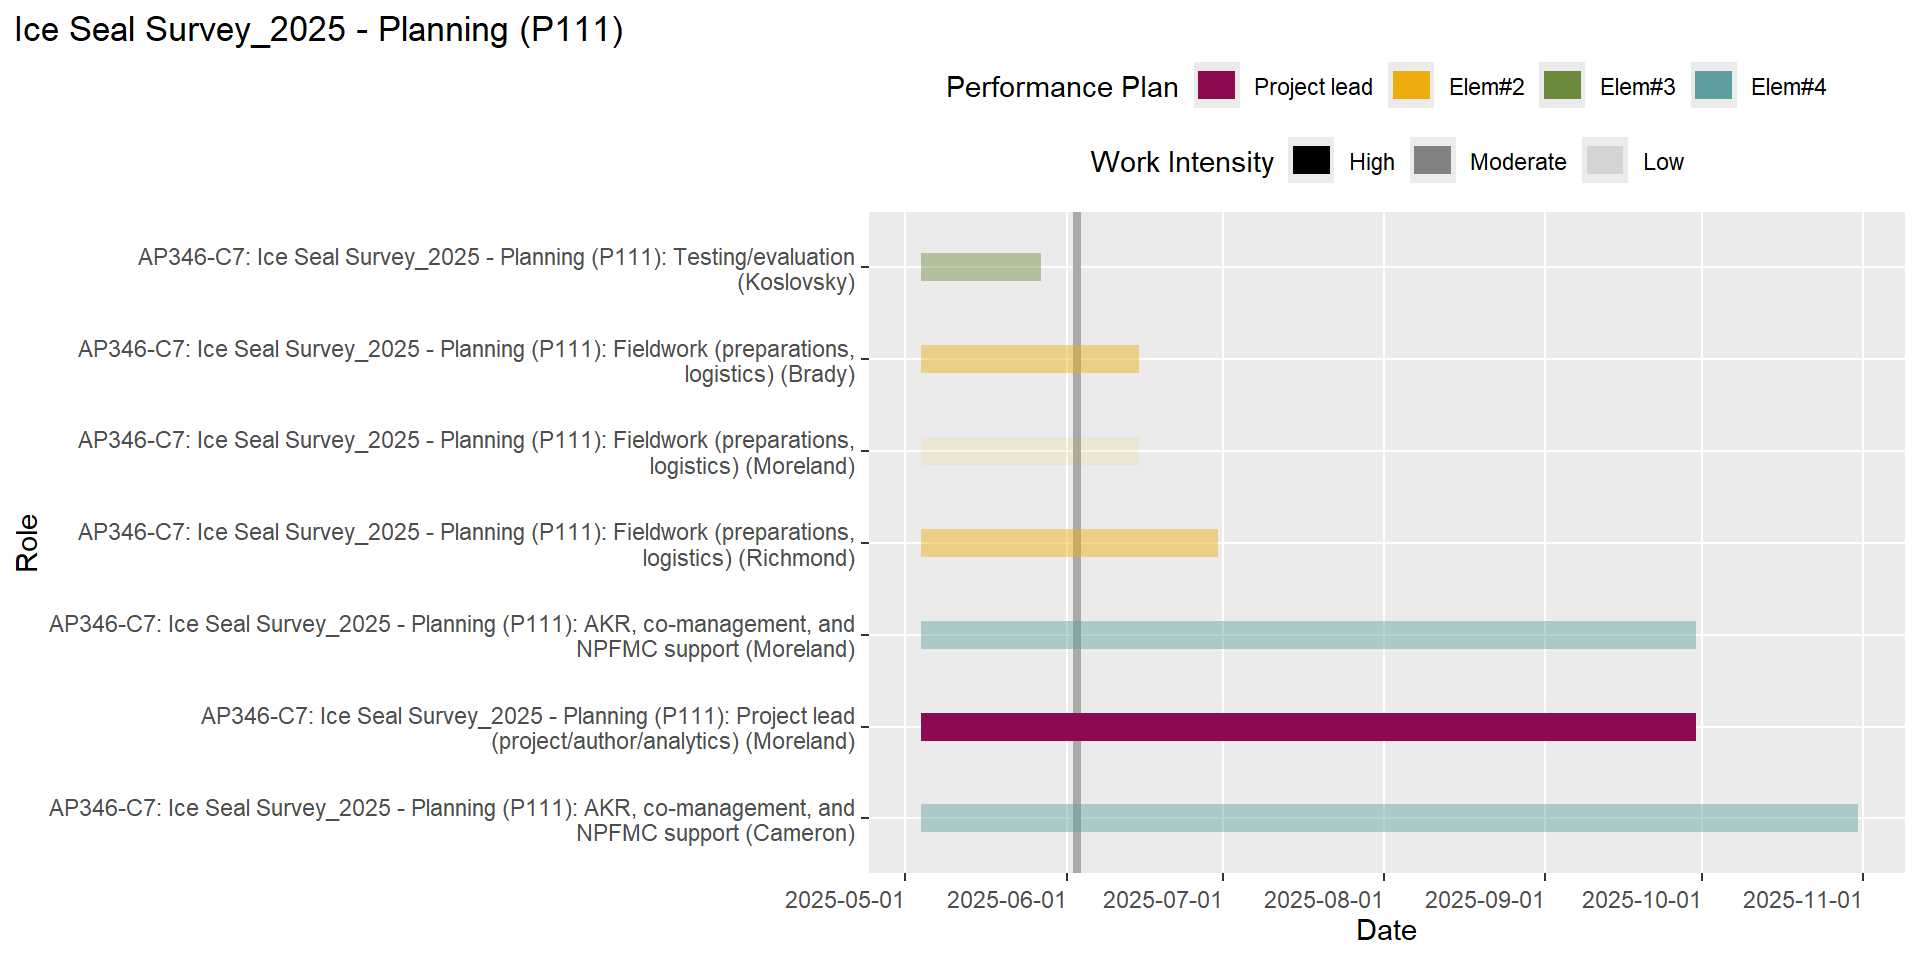 Ice Seal Survey_2025 - Planning (P111)
Performance Plan Project lead Elem#2 Elem#3 Elem#4
Work Intensity High Moderate Low
Role
AP346-C7: Ice Seal Survey_2025 - Planning (P111): Testing/evaluation
(Koslovsky)
AP346-C7: Ice Seal Survey_2025 - Planning (P111): Fieldwork (preparations,
logistics) (Brady)
AP346-C7: Ice Seal Survey_2025 - Planning (P111): Fieldwork (preparations,
logistics) (Moreland)
AP346-C7: Ice Seal Survey_2025 - Planning (P111): Fieldwork (preparations,
logistics) (Richmond)
AP346-C7: Ice Seal Survey_2025 - Planning (P111): AKR, co-management, and
NPFMC support (Moreland)
AP346-C7: Ice Seal Survey_2025 - Planning (P111): Project lead
(project/author/analytics) (Moreland)
AP346-C7: Ice Seal Survey_2025 - Planning (P111): AKR, co-management, and
NPFMC support (Cameron)
2025-05-01 2025-06-01 2025-07-01 2025-08-01 2025-09-01 2025-10-01 2025-11-01
Date